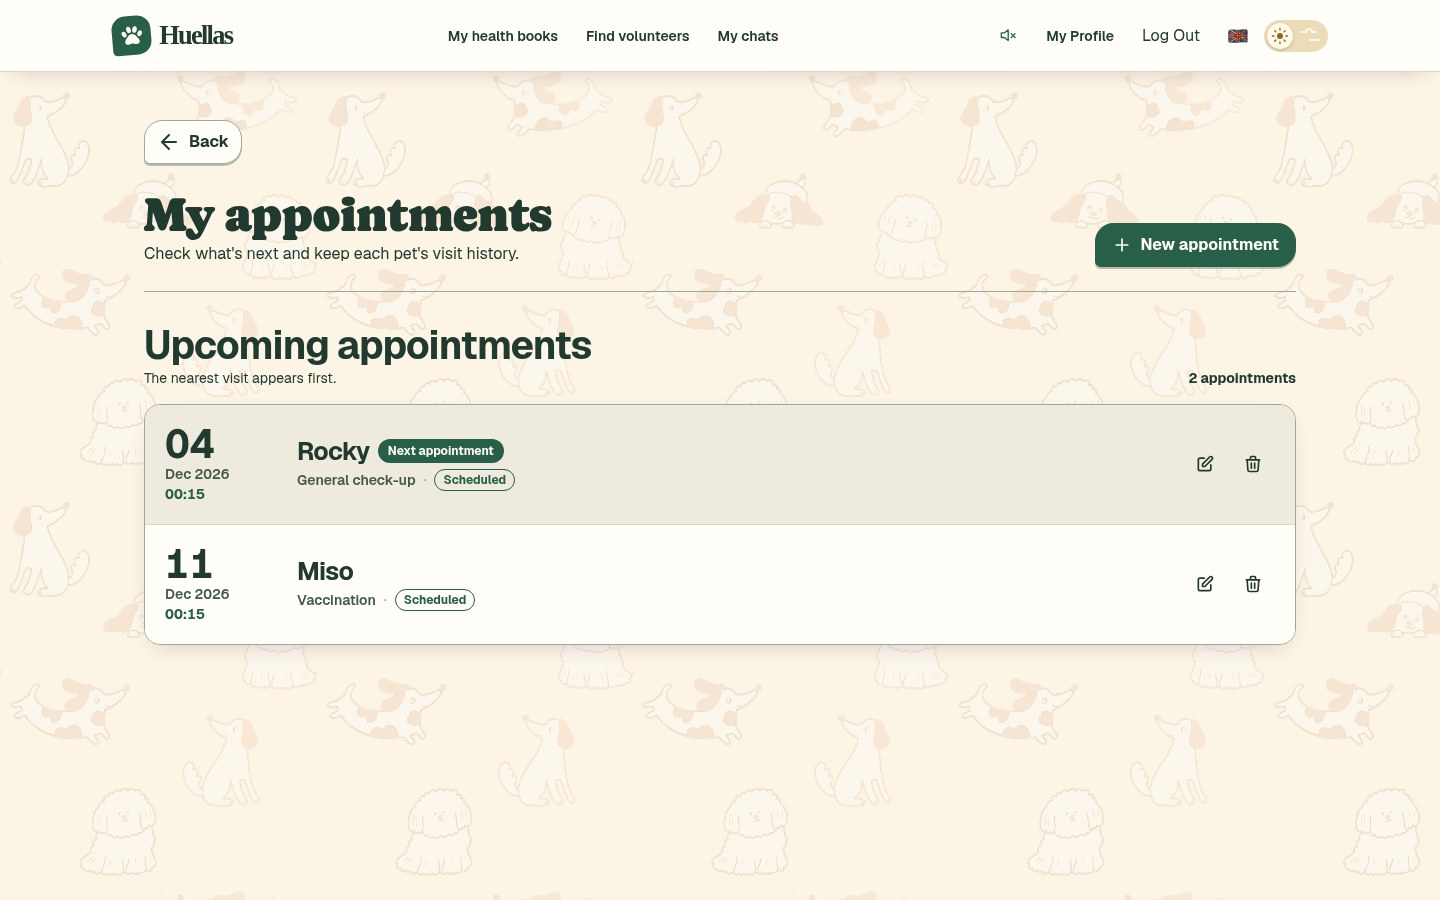 Huellas
My health books
Find volunteers
My chats
My Profile
Log Out
Back
My appointments
Check what's next and keep each pet's visit history.
New appointment
Upcoming appointments
The nearest visit appears first.
2 appointments
04
Dec 2026
00:15
Rocky
Next appointment
General check-up · Scheduled
11
Dec 2026
00:15
Miso
Vaccination · Scheduled